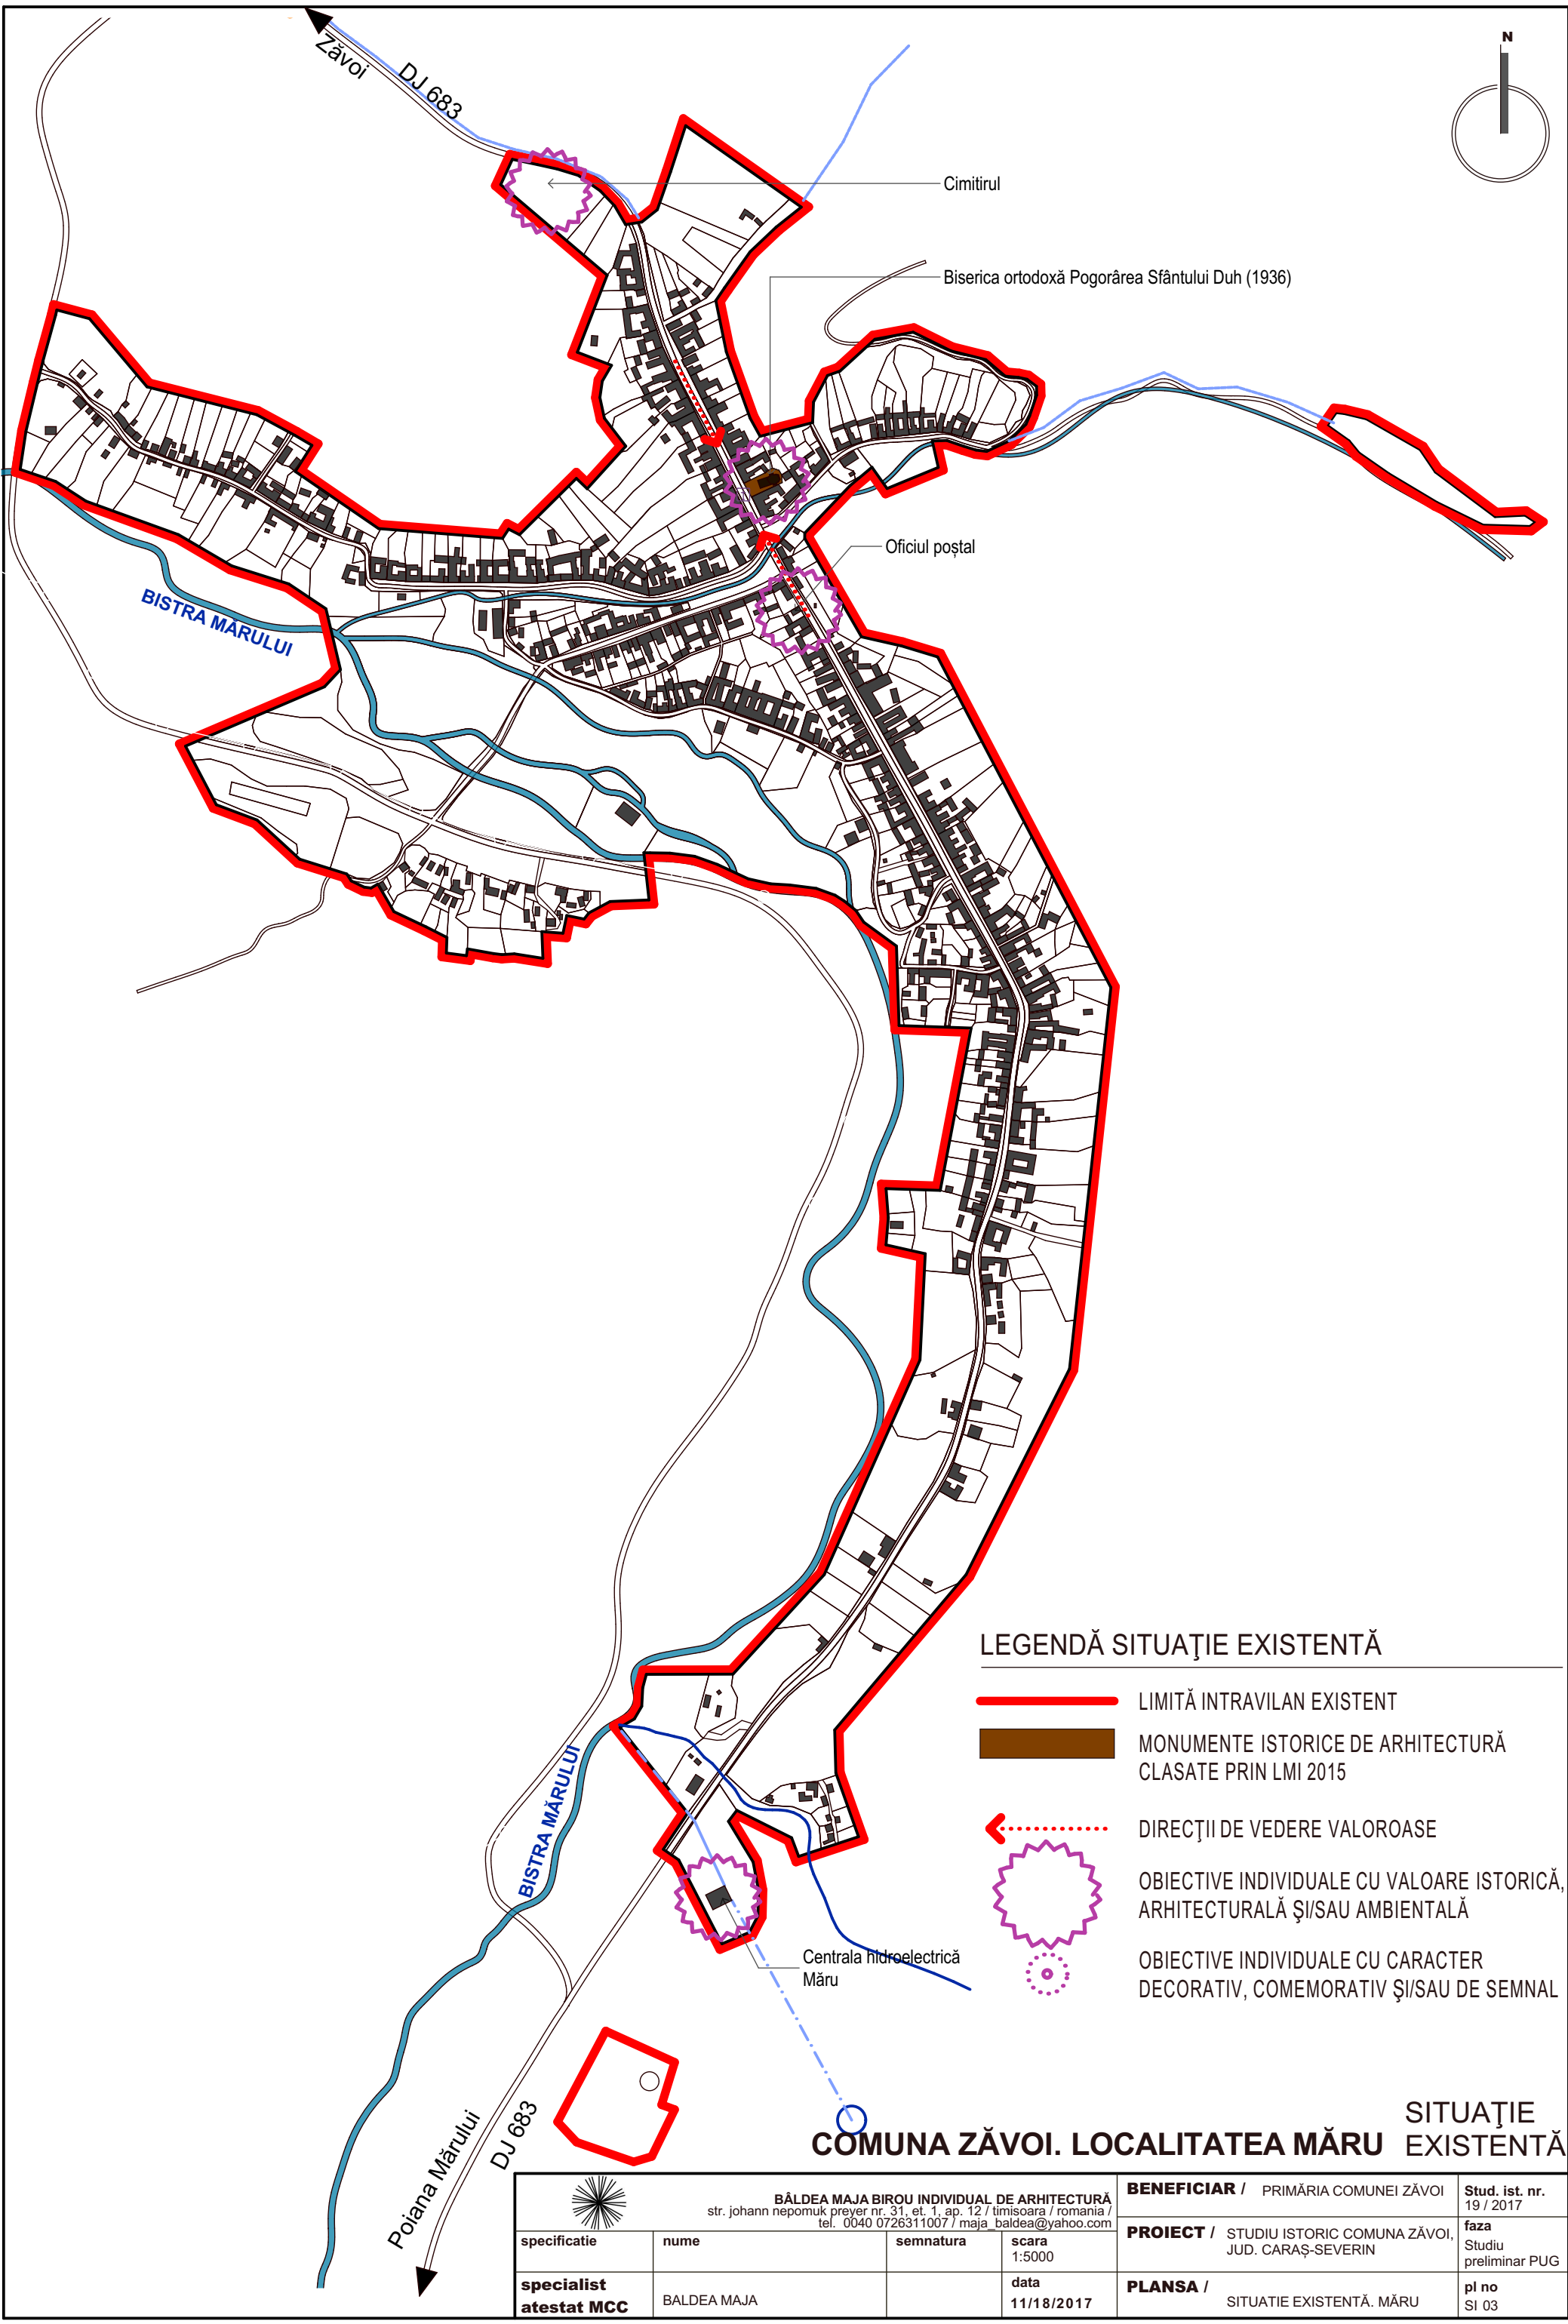 N
Zăvoi
DJ 683
Cimitirul
Biserica ortodoxă Pogorârea Sfântului Duh (1936)
Oficiul poștal
BISTRA MĂRULUI
BISTRA MĂRULUI
Centrala hidroelectrică
Măru
Poiana Mărului
DJ 683
LEGENDĂ SITUAŢIE EXISTENTĂ
LIMITĂ INTRAVILAN EXISTENT
MONUMENTE ISTORICE DE ARHITECTURĂ
CLASATE PRIN LMI 2015
DIRECŢII DE VEDERE VALOROASE
OBIECTIVE INDIVIDUALE CU VALOARE ISTORICĂ,
ARHITECTURALĂ ŞI/SAU AMBIENTALĂ
OBIECTIVE INDIVIDUALE CU CARACTER
DECORATIV, COMEMORATIV ŞI/SAU DE SEMNAL
COMUNA ZĂVOI. LOCALITATEA MĂRU
SITUAŢIE
EXISTENTĂ
BÂLDEA MAJA BIROU INDIVIDUAL DE ARHITECTURĂ
str. johann nepomuk preyer nr. 31, et. 1, ap. 12 / timisoara / romania /
tel. 0040 0726311007 / maja_baldea@yahoo.com
BENEFICIAR / PRIMĂRIA COMUNEI ZĂVOI
Stud. ist. nr.
19 / 2017
specificatie
nume
semnatura
scara
1:5000
PROIECT / STUDIU ISTORIC COMUNA ZĂVOI,
JUD. CARAȘ-SEVERIN
faza
Studiu
preliminar PUG
specialist
atestat MCC
BALDEA MAJA
data
11/18/2017
PLANSA /
SITUATIE EXISTENTĂ. MĂRU
pl no
SI 03